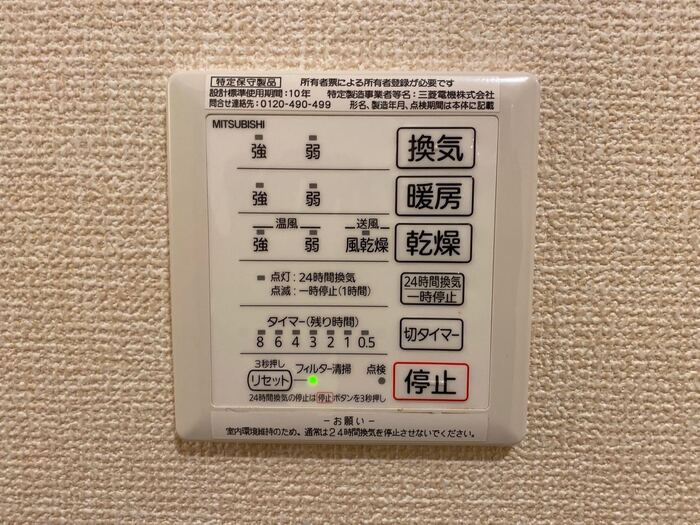 特定保守製品 所有者票による所有者登録が必要です
設計標準使用期間：10年 特定製造事業者等名：三菱電機株式会社
問合せ連絡先：0120-490-499 形名、製造年月、点検期間は本体に記載
MITSUBISHI
強 弱 換気
強 弱 暖房
温風 送風
強 弱 風乾燥 乾燥
点灯：24時間換気
点滅：一時停止(1時間)
24時間換気
一時停止
タイマー(残り時間)
8 6 4 3 2 1 0.5
切タイマー
3秒押し
リセット フィルター清掃 点検
停止
24時間換気の停止は停止ボタンを3秒押し
－お願い－
室内環境維持のため、通常は24時間換気を停止させないでください。